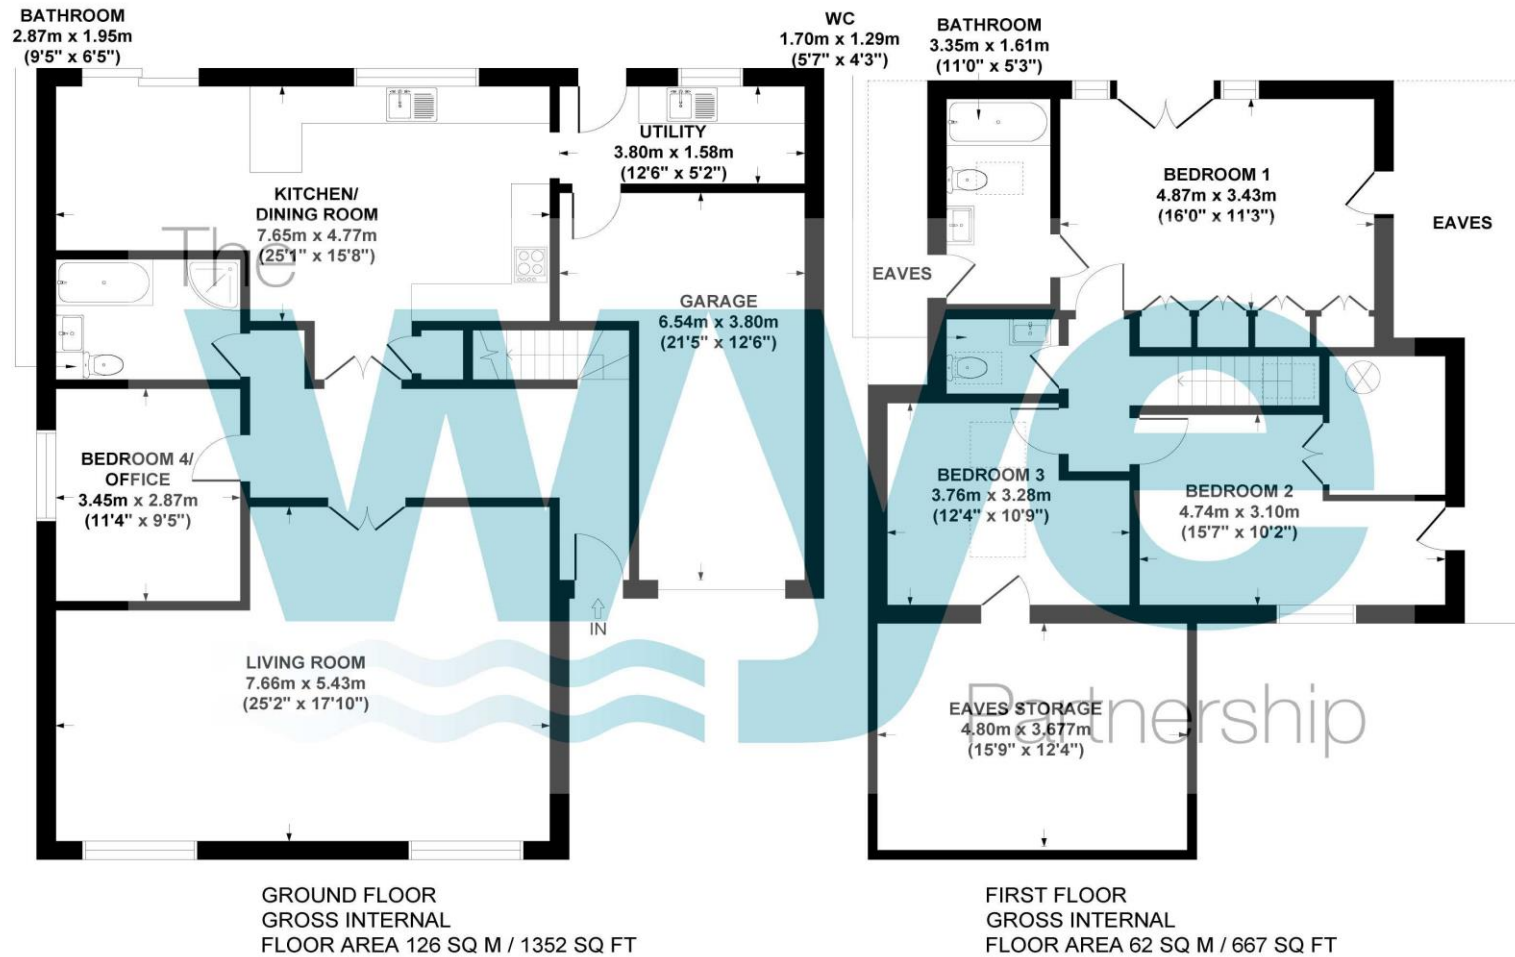 BATHROOM
2.87m x 1.95m
(9'5" x 6'5")
WC
1.70m x 1.29m
(5'7" x 4'3")
BATHROOM
3.35m x 1.61m
(11'0" x 5'3")
UTILITY
3.80m x 1.58m
(12'6" x 5'2")
KITCHEN/
DINING ROOM
7.65m x 4.77m
(25'1" x 15'8")
BEDROOM 1
4.87m x 3.43m
(16'0" x 11'3")
EAVES
EAVES
GARAGE
6.54m x 3.80m
(21'5" x 12'6")
BEDROOM 4/
OFFICE
3.45m x 2.87m
(11'4" x 9'5")
BEDROOM 3
3.76m x 3.28m
(12'4" x 10'9")
BEDROOM 2
4.74m x 3.10m
(15'7" x 10'2")
IN
LIVING ROOM
7.66m x 5.43m
(25'2" x 17'10")
EAVES STORAGE
4.80m x 3.677m
(15'9" x 12'4")
The
wye
Partnership
GROUND FLOOR
GROSS INTERNAL
FLOOR AREA 126 SQ M / 1352 SQ FT
FIRST FLOOR
GROSS INTERNAL
FLOOR AREA 62 SQ M / 667 SQ FT